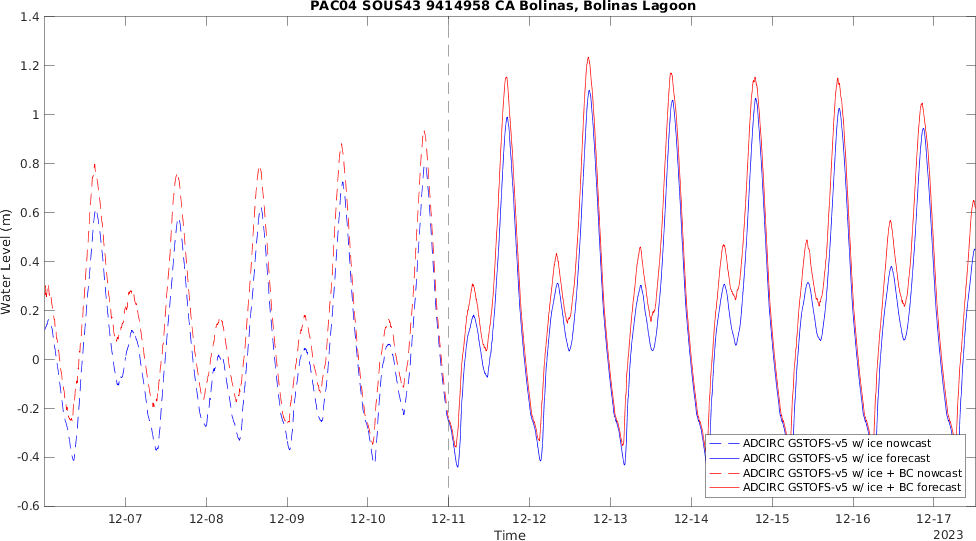 PAC04 SOUS43 9414958 CA Bolinas, Bolinas Lagoon
1.4
1.2
1
0.8
0.6
0.4
0.2
0
-0.2
-0.4
-0.6
Water Level (m)
12-07 12-08 12-09 12-10 12-11 12-12 12-13 12-14 12-15 12-16 12-17
Time
2023
ADCIRC GSTOFS-v5 w/ ice nowcast
ADCIRC GSTOFS-v5 w/ ice forecast
ADCIRC GSTOFS-v5 w/ ice + BC nowcast
ADCIRC GSTOFS-v5 w/ ice + BC forecast